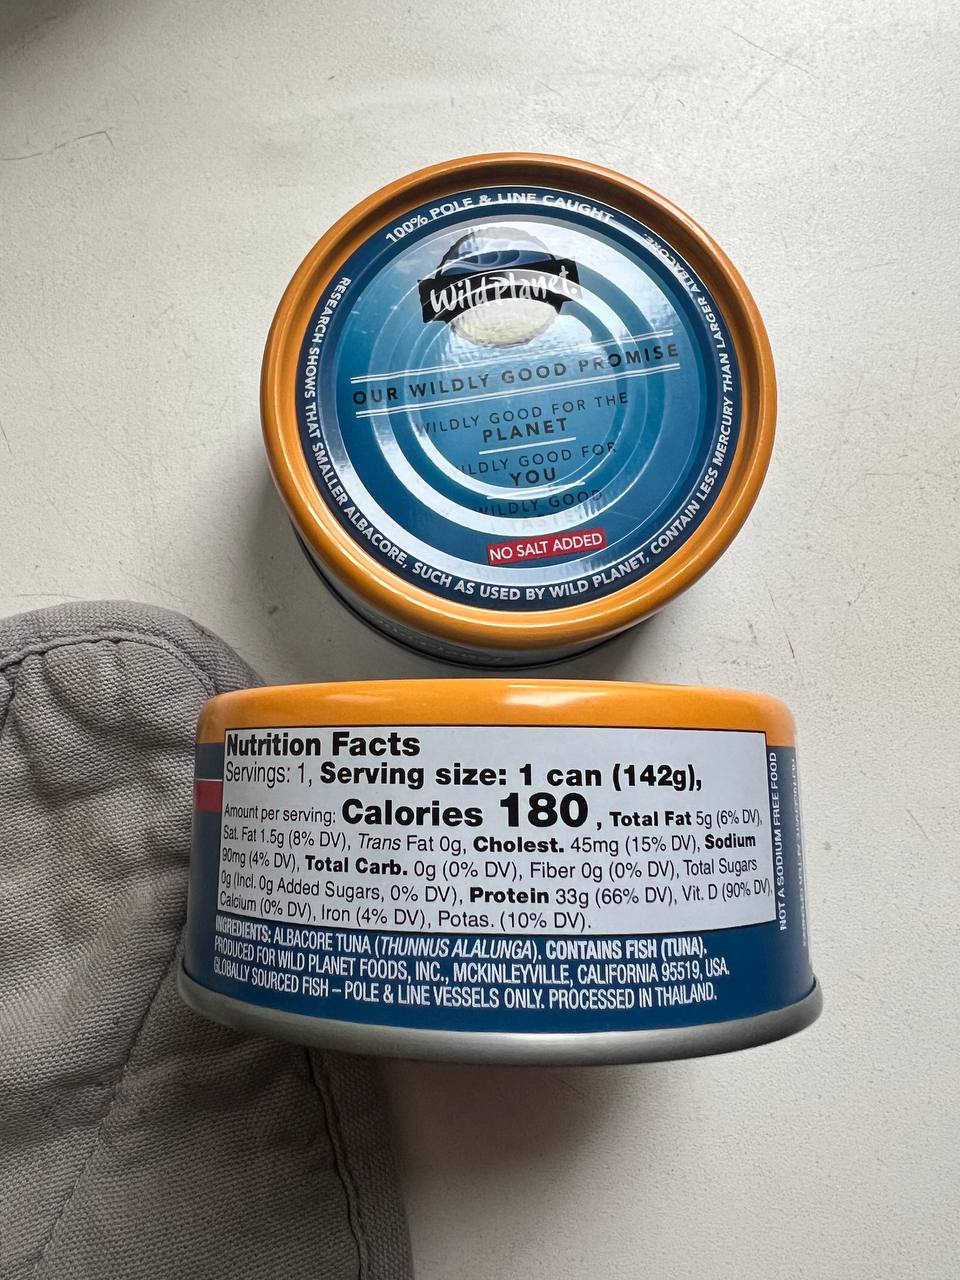 100% POLE & LINE CAUGHT
RESEARCH SHOWS THAT SMALLER ALBACORE, SUCH AS USED BY WILD PLANET, CONTAIN LESS MERCURY THAN LARGER ALBACORE.
Wild Planet.
OUR WILDLY GOOD PROMISE
WILDLY GOOD FOR THE
PLANET
WILDLY GOOD FOR
YOU
WILDLY GOOD
TASTE
NO SALT ADDED
Nutrition Facts
Servings: 1, Serving size: 1 can (142g),
Amount per serving: Calories 180, Total Fat 5g (6% DV),
Sat. Fat 1.5g (8% DV), Trans Fat 0g, Cholest. 45mg (15% DV), Sodium
90mg (4% DV), Total Carb. 0g (0% DV), Fiber 0g (0% DV), Total Sugars
0g (Incl. 0g Added Sugars, 0% DV), Protein 33g (66% DV), Vit. D (90% DV),
Calcium (0% DV), Iron (4% DV), Potas. (10% DV).
INGREDIENTS: ALBACORE TUNA (THUNNUS ALALUNGA). CONTAINS FISH (TUNA).
PRODUCED FOR WILD PLANET FOODS, INC., MCKINLEYVILLE, CALIFORNIA 95519, USA.
GLOBALLY SOURCED FISH – POLE & LINE VESSELS ONLY. PROCESSED IN THAILAND.
NOT A SODIUM FREE FOOD